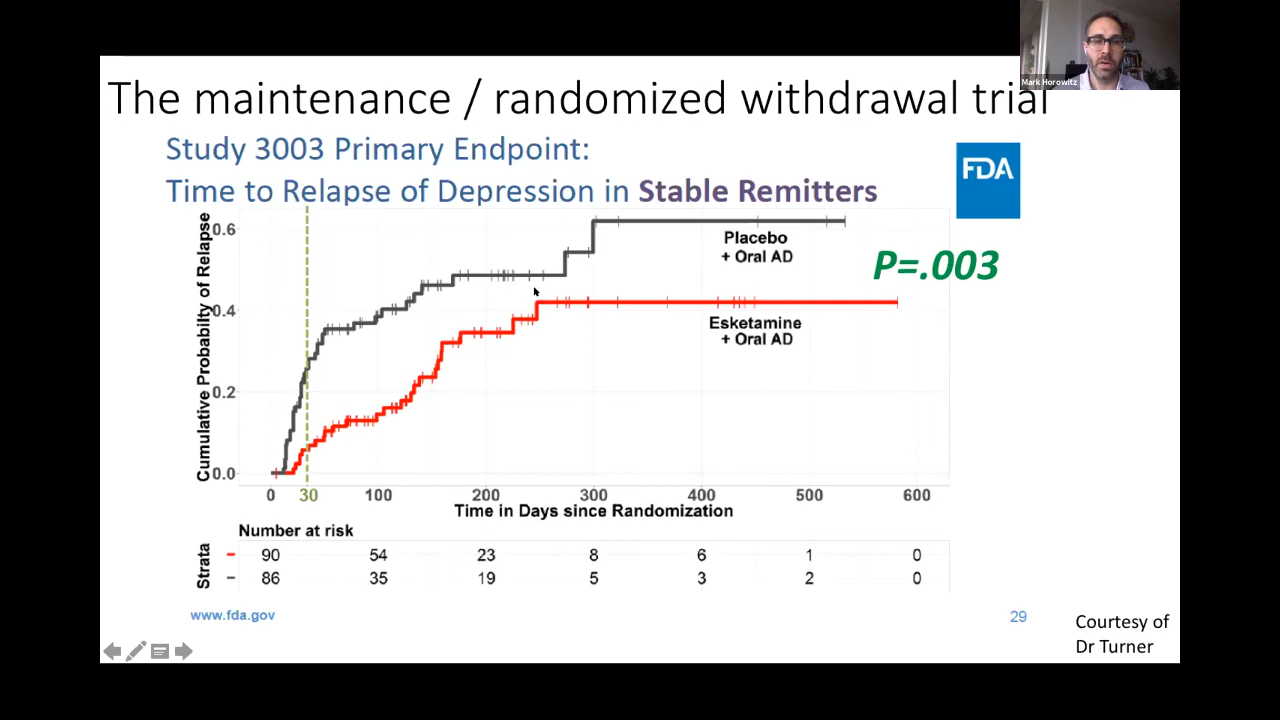 Mark Horowitz
The maintenance / randomized withdrawal trial
Study 3003 Primary Endpoint:
Time to Relapse of Depression in Stable Remitters
FDA
Cumulative Probabilty of Relapse
0.6
0.4
0.2
0.0
Placebo
+ Oral AD
P=.003
Esketamine
+ Oral AD
0 30 100 200 300 400 500 600
Time in Days since Randomization
Number at risk
Strata
90 54 23 8 6 1 0
86 35 19 5 3 2 0
www.fda.gov
29
Courtesy of
Dr Turner